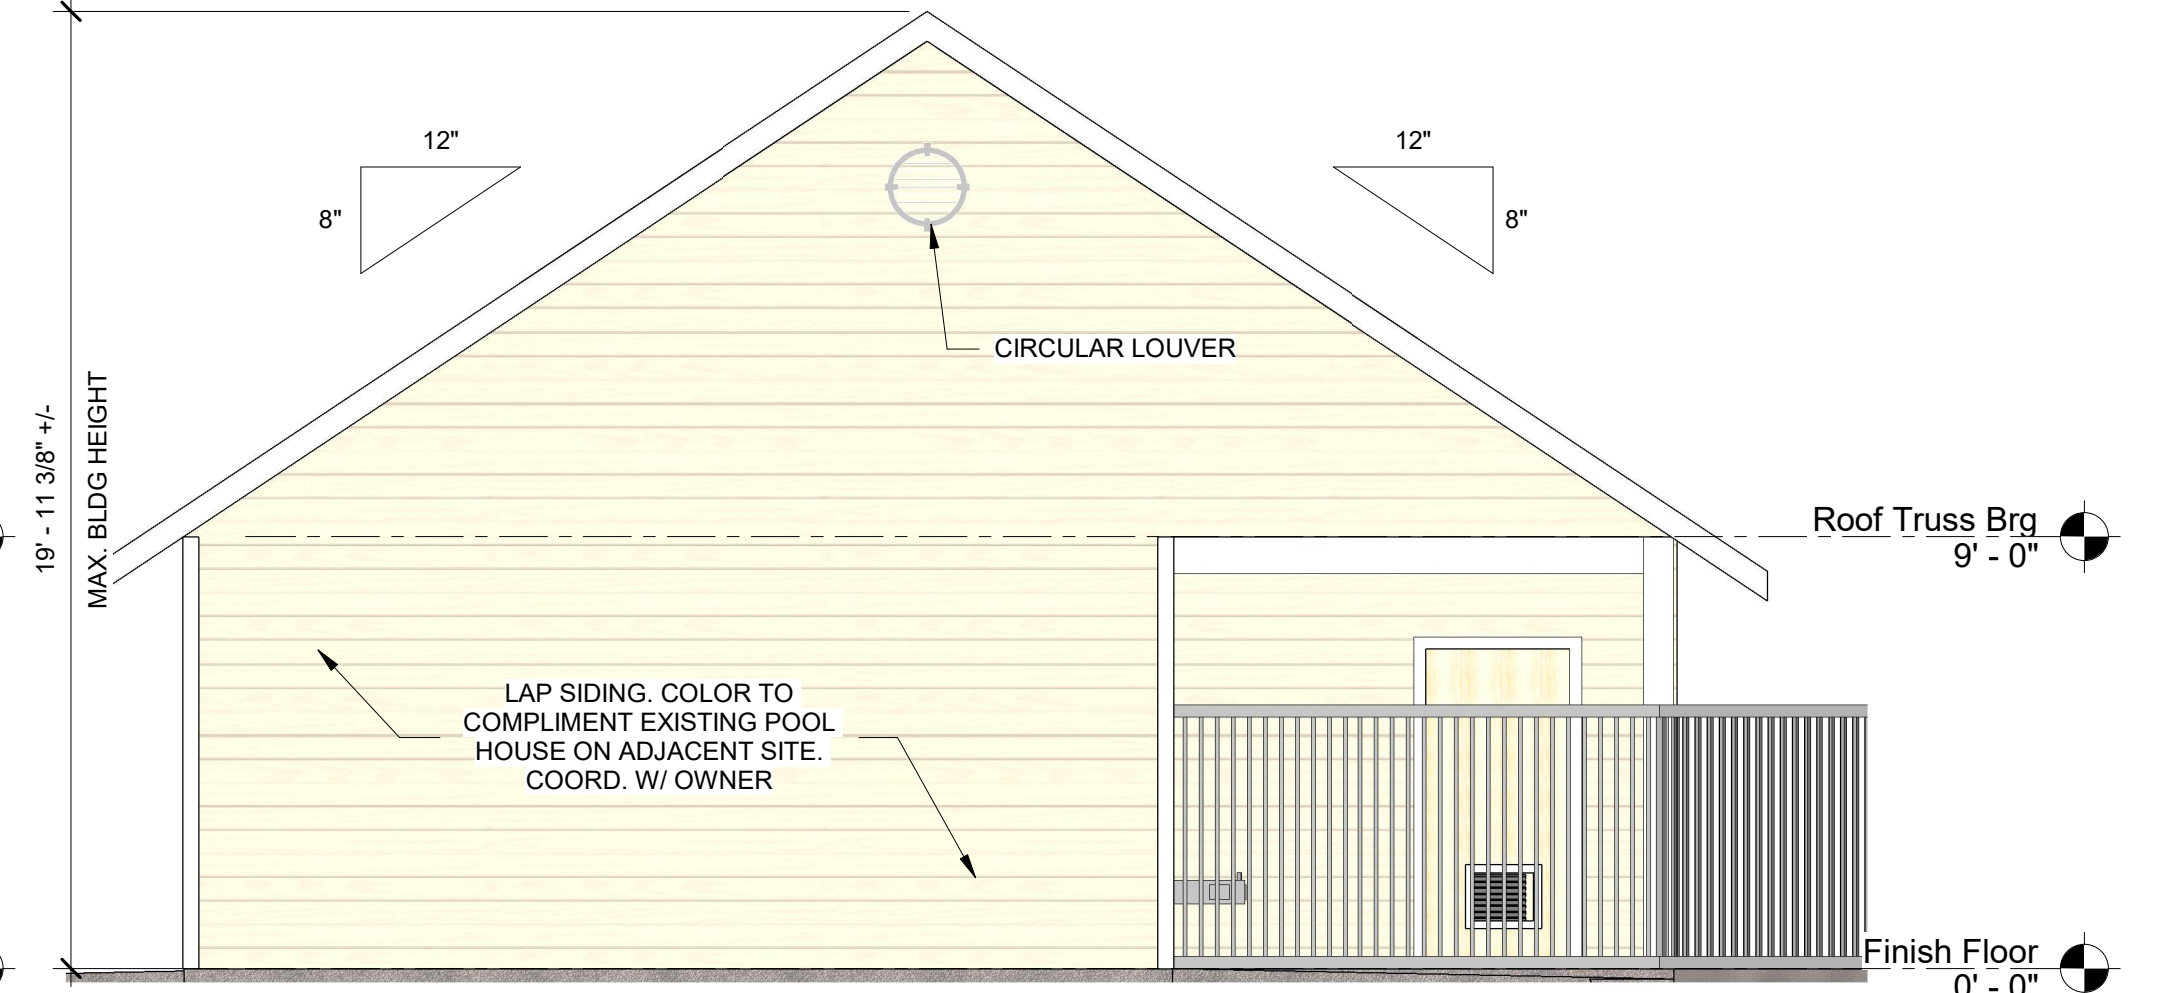 12"
12"
8"
8"
CIRCULAR LOUVER
19' - 11 3/8" +/-
MAX. BLDG HEIGHT
Roof Truss Brg
9' - 0"
LAP SIDING. COLOR TO
COMPLIMENT EXISTING POOL
HOUSE ON ADJACENT SITE.
COORD. W/ OWNER
Finish Floor
0' - 0"